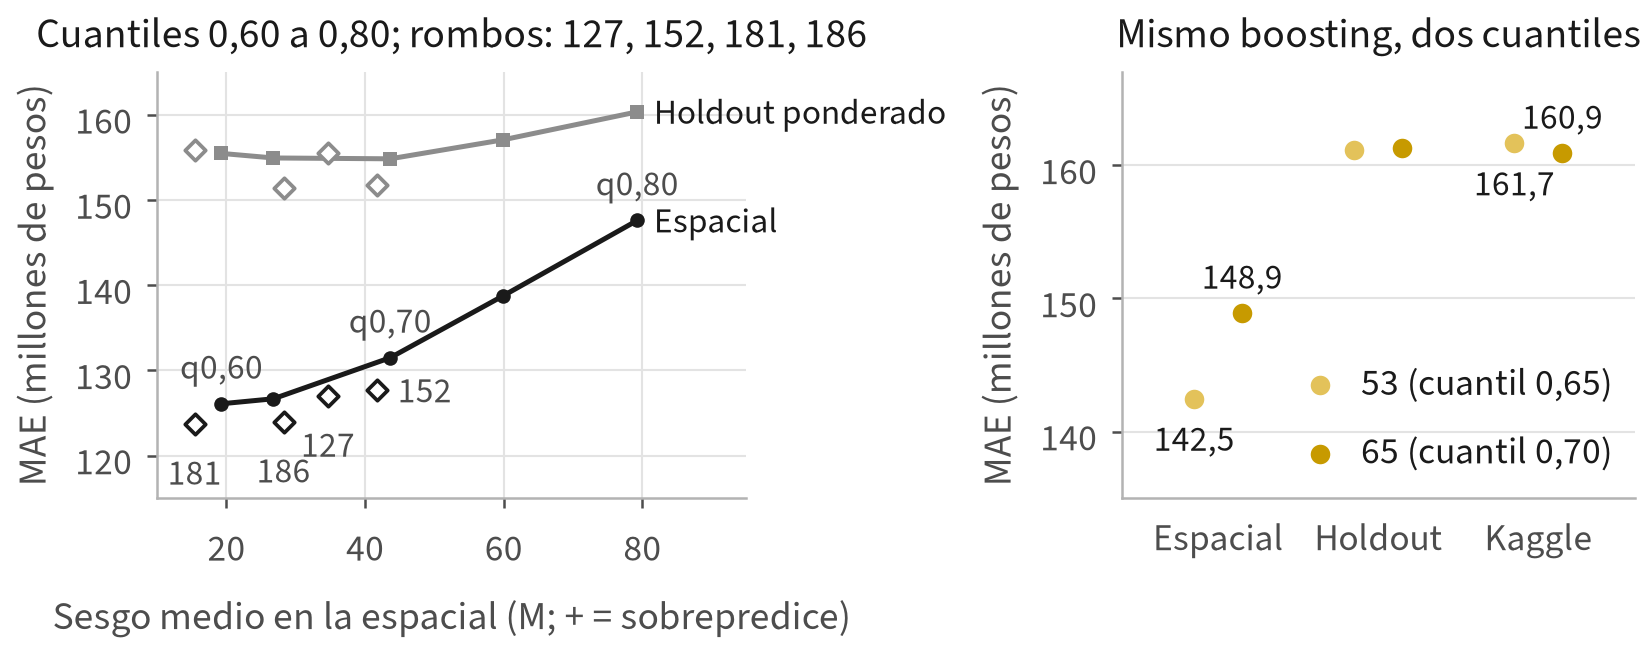 Cuantiles 0,60 a 0,80; rombos: 127, 152, 181, 186
MAE (millones de pesos)
160
150
140
130
120
Holdout ponderado
q0,80
Espacial
q0,70
q0,60
152
127
181
186
20
40
60
80
Sesgo medio en la espacial (M; + = sobrepredice)
Mismo boosting, dos cuantiles
MAE (millones de pesos)
160
150
140
160,9
161,7
148,9
142,5
53 (cuantil 0,65)
65 (cuantil 0,70)
Espacial
Holdout
Kaggle